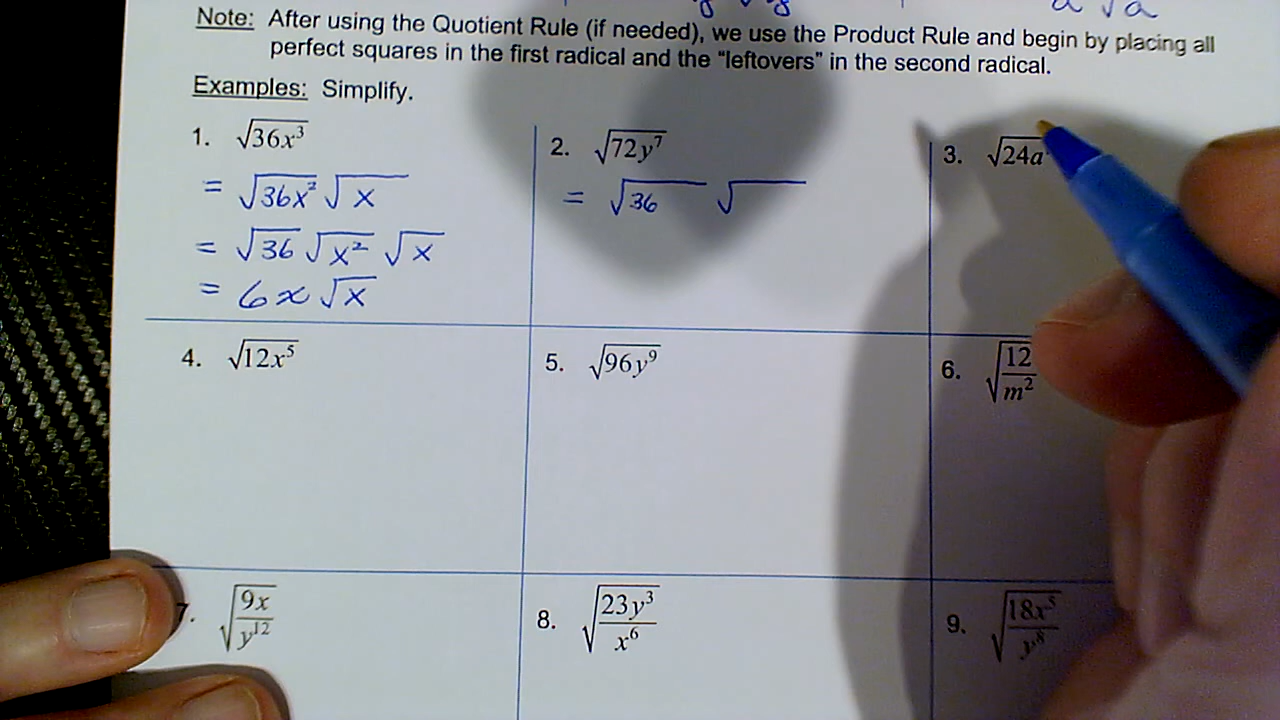 Note: After using the Quotient Rule (if needed), we use the Product Rule and begin by placing all
perfect squares in the first radical and the “leftovers” in the second radical.
Examples: Simplify.
1. √36x³
= √36x² √x
= √36 √x² √x
= 6x √x
2. √72y⁷
= √36 √
3. √24a
4. √12x⁵
5. √96y⁹
6. √12/m²
7. √9x/y¹²
8. √23y³/x⁶
9. √18x⁵/y⁸